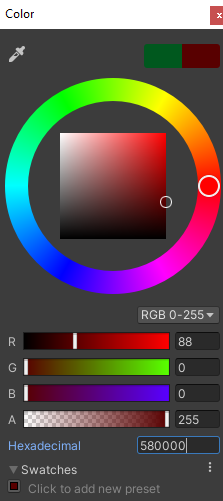 Color x
RGB 0-255
R 88
G 0
B 0
A 255
Hexadecimal 580000
Swatches
Click to add new preset